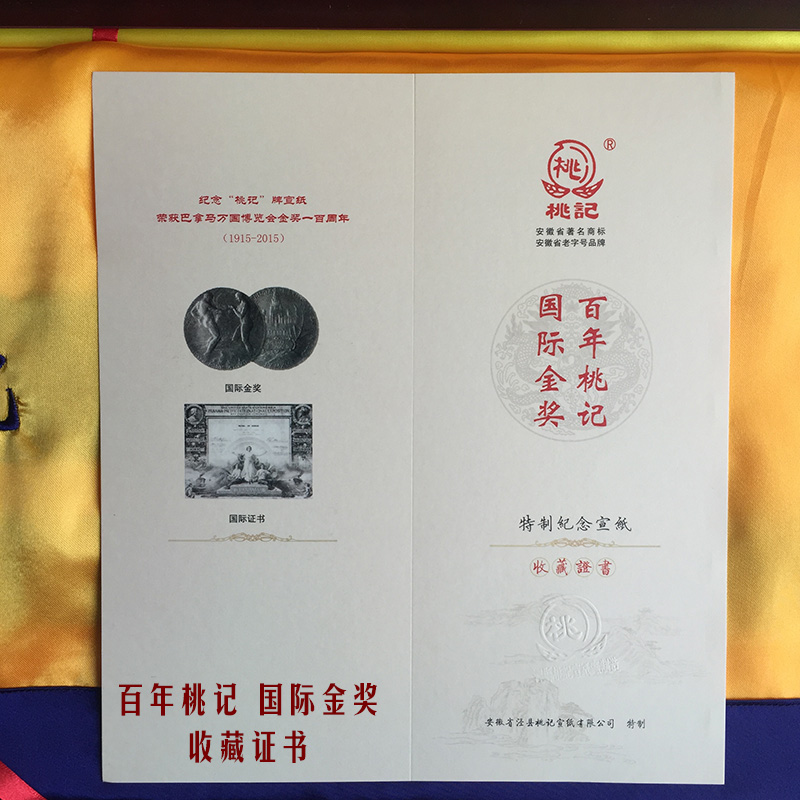 纪念“桃记”牌宣纸
荣获巴拿马万国博览会金奖一百周年
(1915-2015)
国际金奖
国际证书
桃
®
桃記
安徽省著名商标
安徽省老字号品牌
百年桃记
国际金奖
特制紀念宣紙
收藏證書
桃
安徽省泾县桃记宣纸有限公司 特制
百年桃记 国际金奖
收藏证书